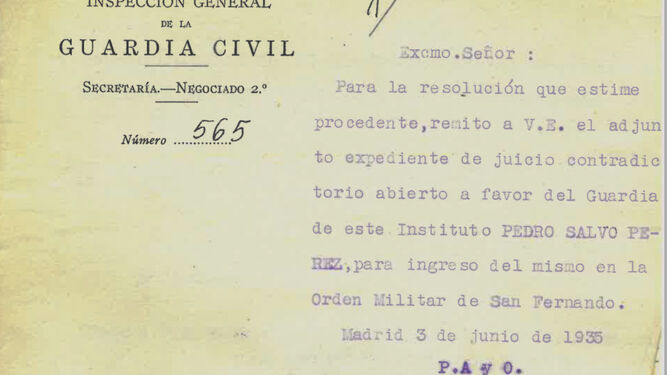 INSPECCIÓN GENERAL
DE LA
GUARDIA CIVIL
SECRETARÍA.—NEGOCIADO 2.º
Número 565
Excmo.Señor :
Para la resolución que estime
procedente,remito a V.E. el adjun
to expediente de juicio contradic
torio abierto a favor del Guardia
de este Instituto PEDRO SALVO PE-
REZ,para ingreso del mismo en la
Orden Militar de San Fernando.
Madrid 3 de junio de 1935
P.A y O.